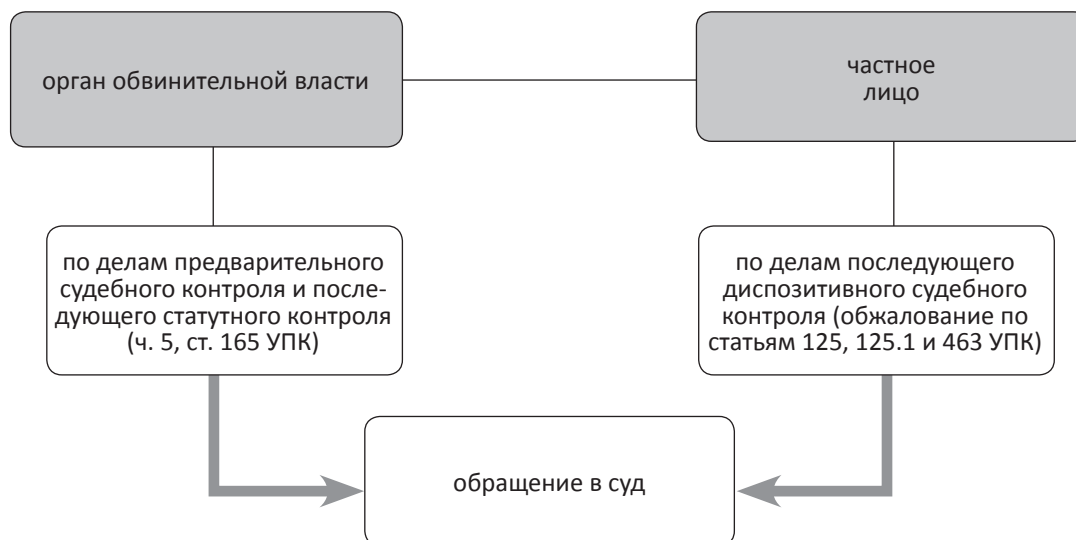 орган обвинительной власти
частное
лицо
по делам предварительного
судебного контроля и после-
дующего статутного контроля
(ч. 5, ст. 165 УПК)
по делам последующего
диспозитивного судебного
контроля (обжалование по
статьям 125, 125.1 и 463 УПК)
обращение в суд